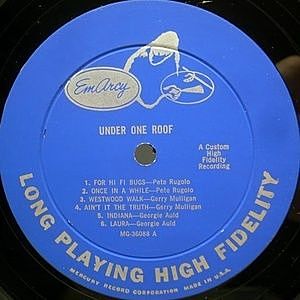 EmArcy
UNDER ONE ROOF
A Custom
High
Fidelity
Recording
1. FOR HI FI BUGS—Pete Rugolo
2. ONCE IN A WHILE—Pete Rugolo
3. WESTWOOD WALK—Gerry Mulligan
4. AIN'T IT THE TRUTH—Gerry Mulligan
5. INDIANA—Georgie Auld
6. LAURA—Georgie Auld
MG-36088 A
LONG PLAYING HIGH FIDELITY
MERCURY RECORD CORPORATION MADE IN U.S.A.